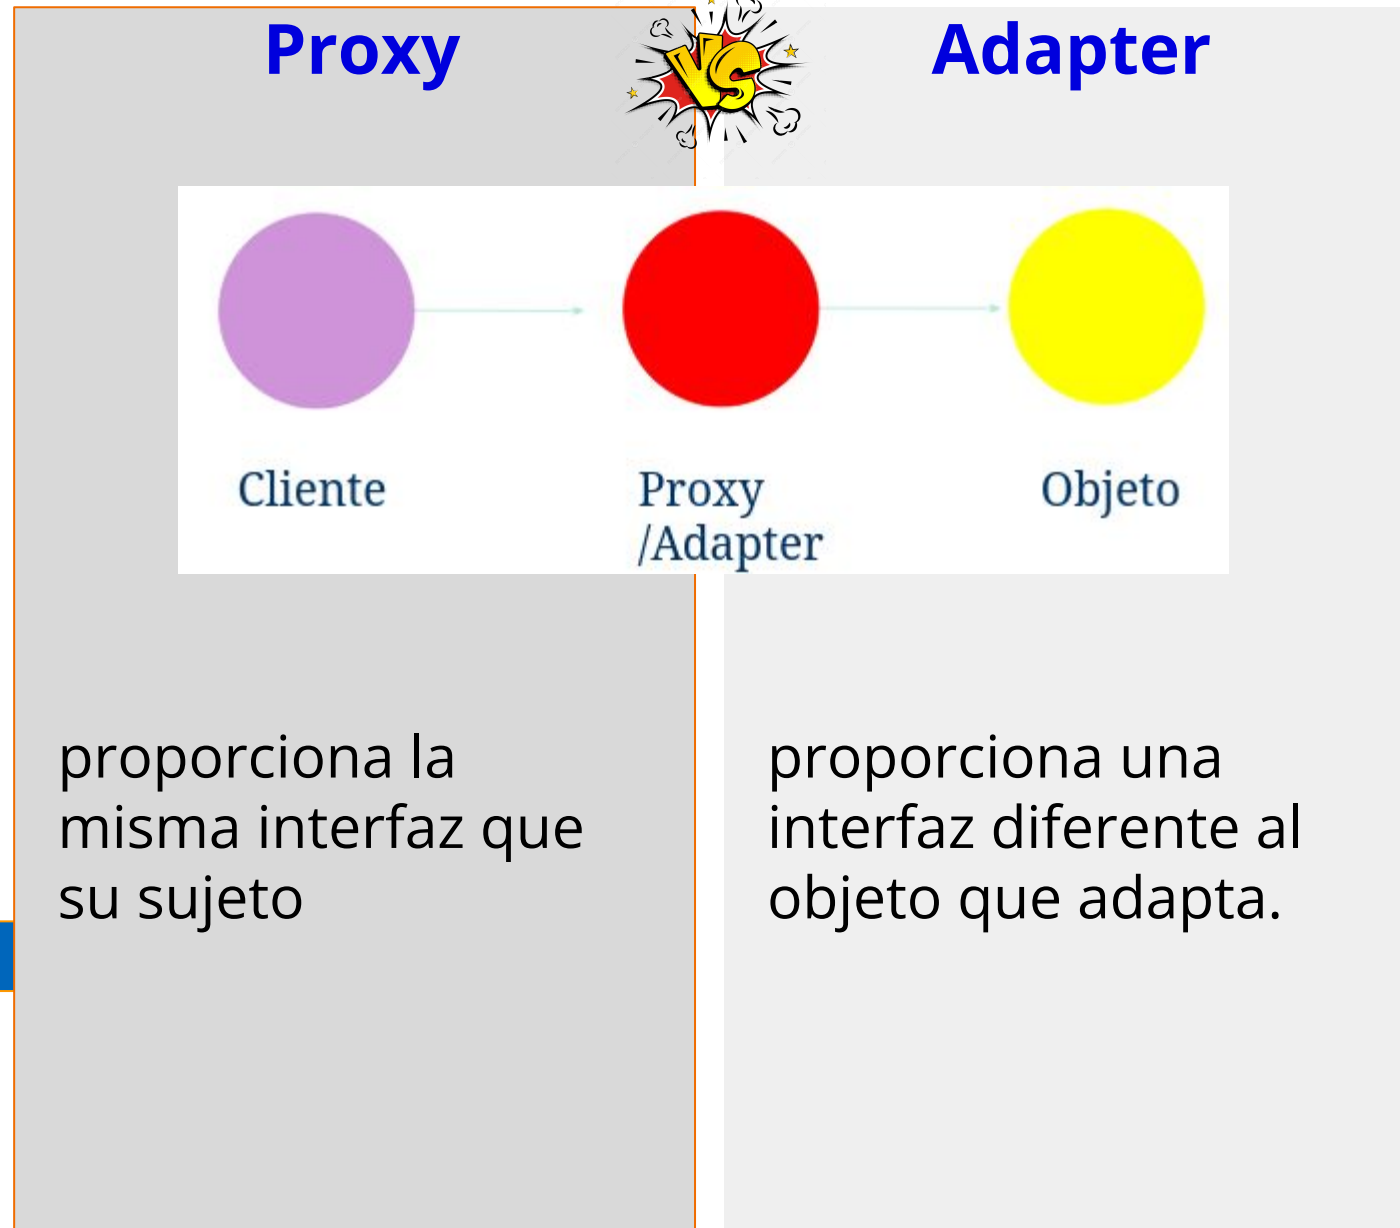 Proxy
VS
Adapter
Cliente
Proxy
/Adapter
Objeto
proporciona la
misma interfaz que
su sujeto
proporciona una
interfaz diferente al
objeto que adapta.